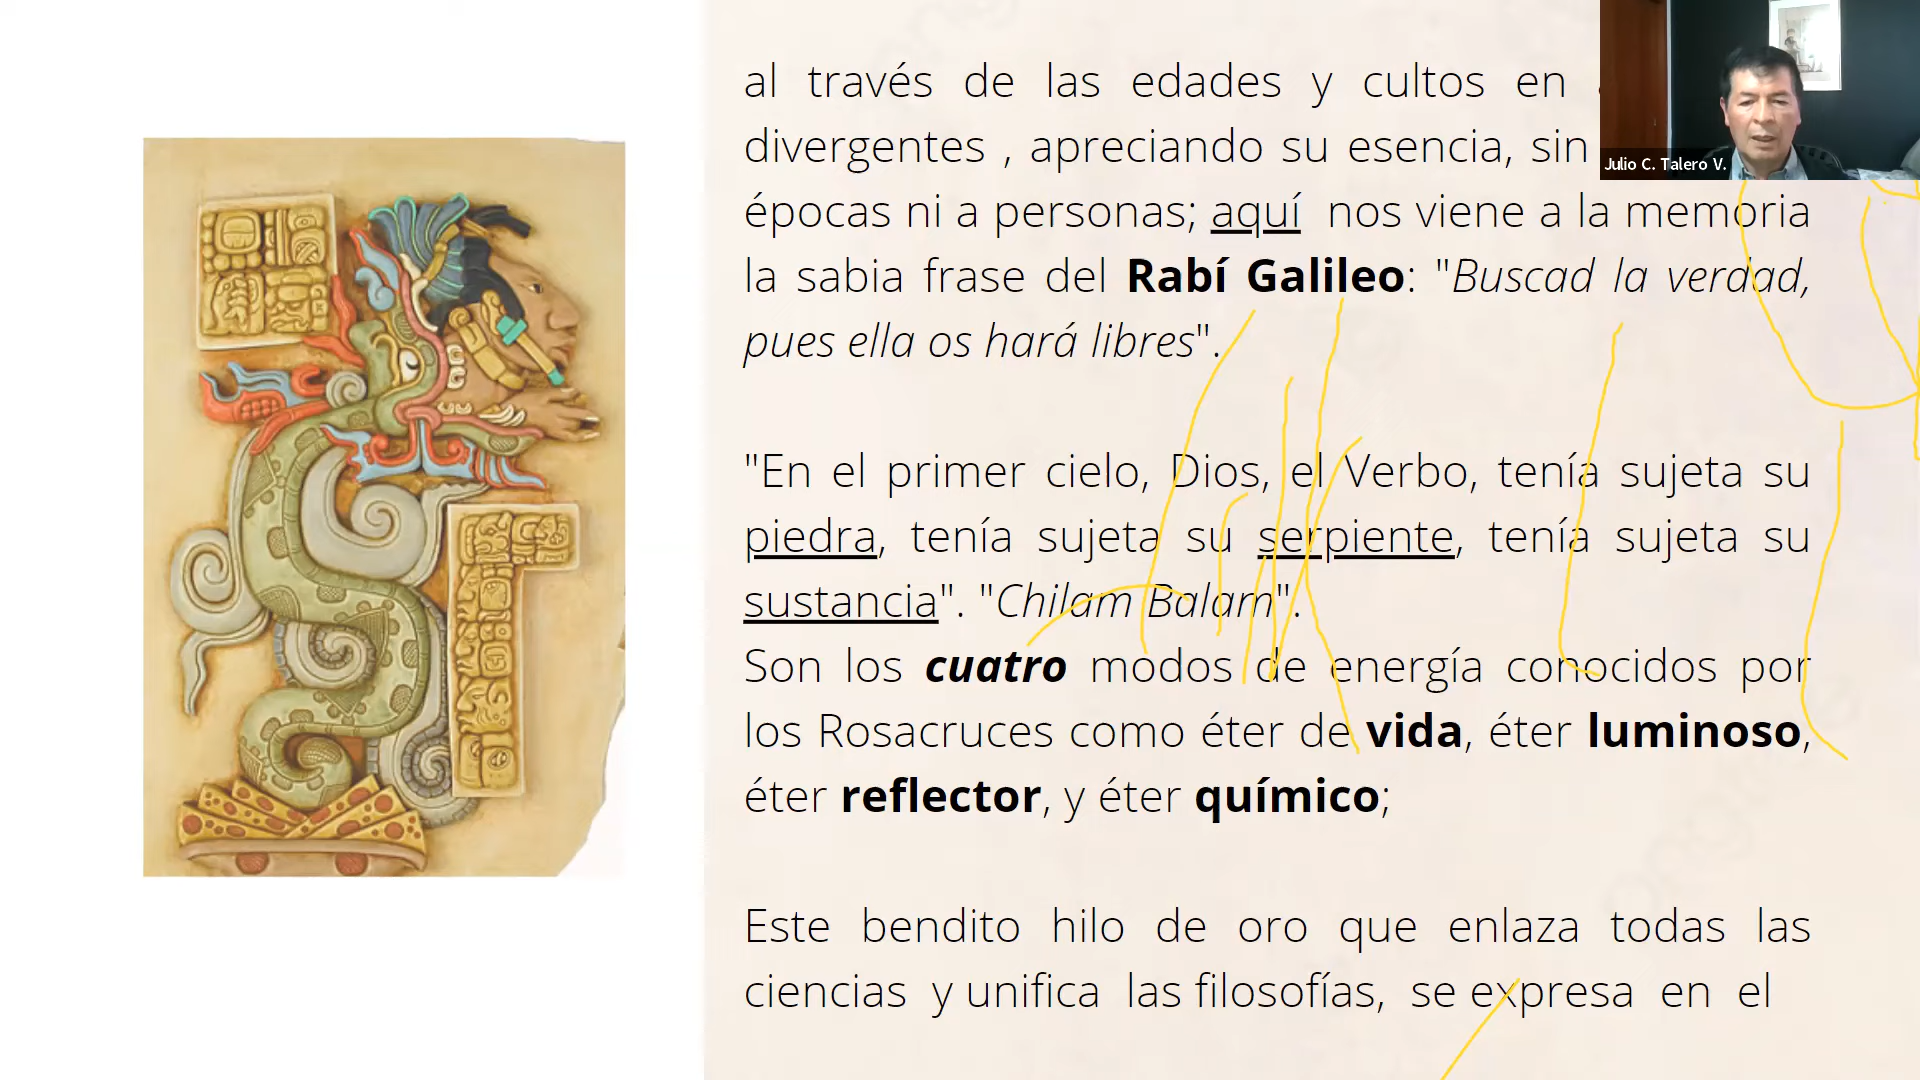 al través de las edades y cultos en
divergentes , apreciando su esencia, sin
Julio C. Talero V.
épocas ni a personas; aquí nos viene a la memoria
la sabia frase del Rabí Galileo: "Buscad la verdad,
pues ella os hará libres".
"En el primer cielo, Dios, el Verbo, tenía sujeta su
piedra, tenía sujeta su serpiente, tenía sujeta su
sustancia". "Chilam Balam".
Son los cuatro modos de energía conocidos por
los Rosacruces como éter de vida, éter luminoso,
éter reflector, y éter químico;
Este bendito hilo de oro que enlaza todas las
ciencias y unifica las filosofías, se expresa en el